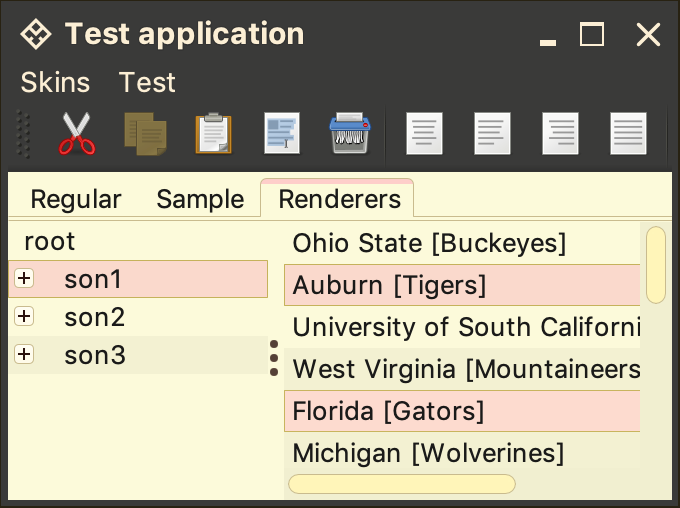 Test application
Skins Test
Regular Sample Renderers
root
son1
son2
son3
Ohio State [Buckeyes]
Auburn [Tigers]
University of South Californi
West Virginia [Mountaineers
Florida [Gators]
Michigan [Wolverines]